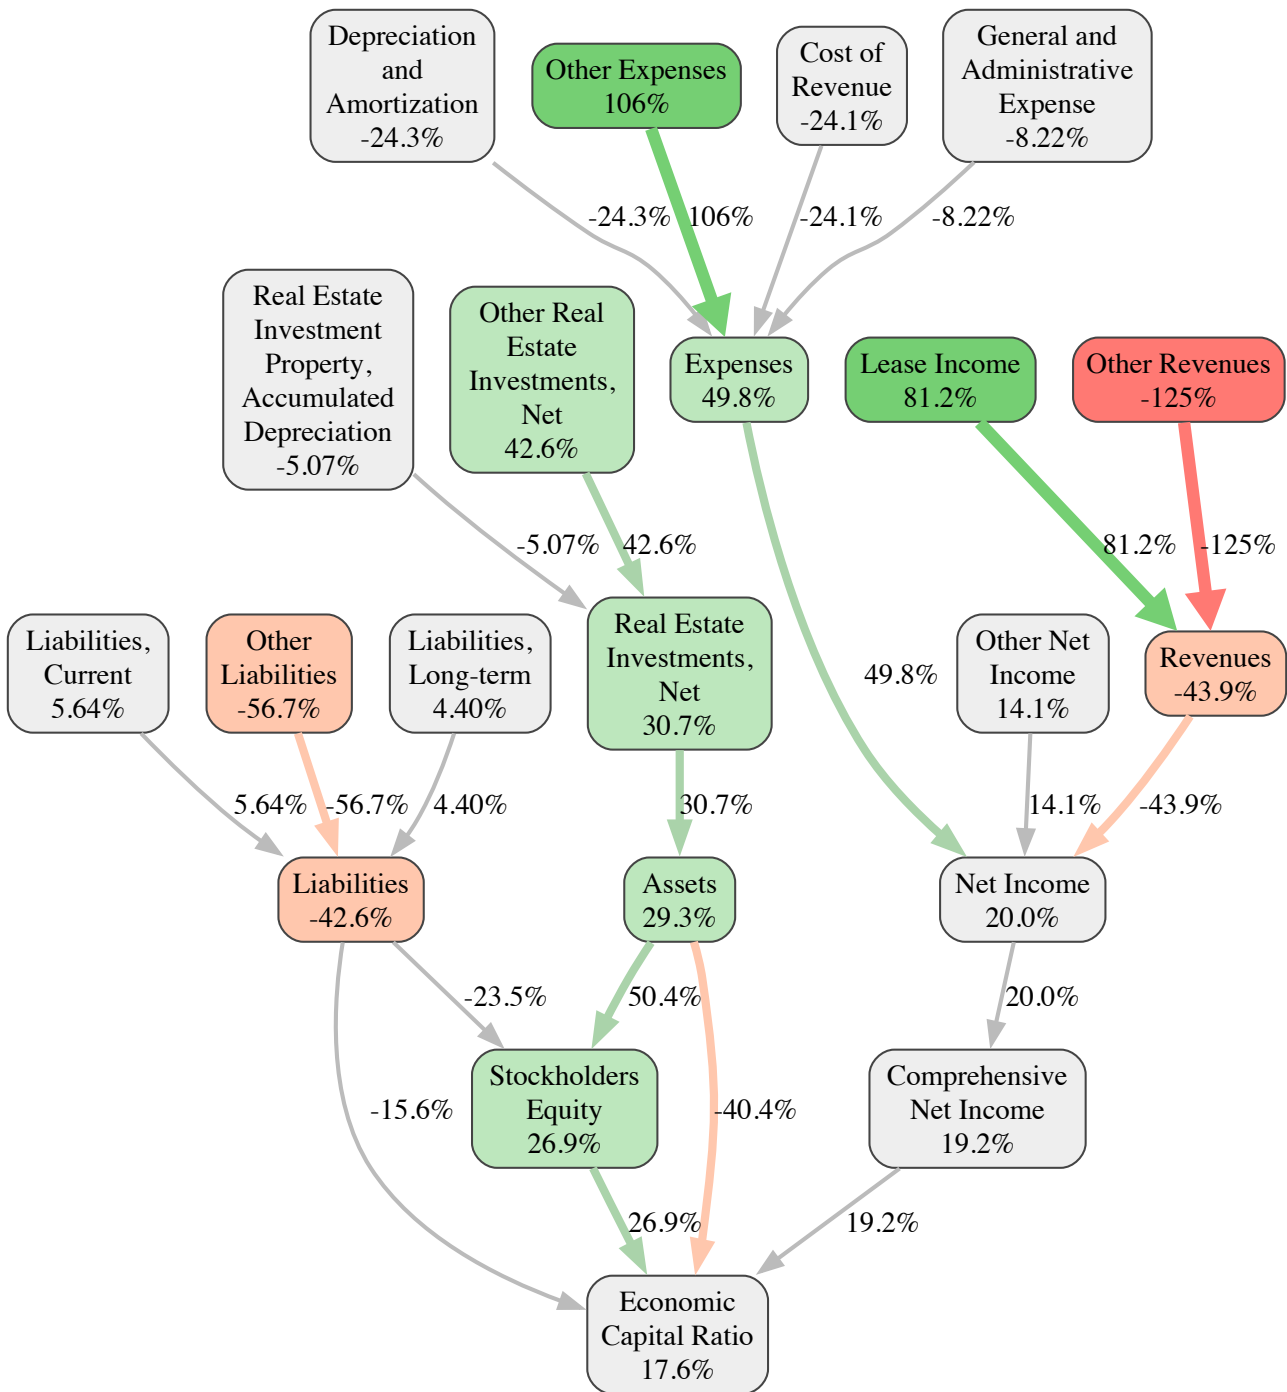 Depreciation
and
Amortization
-24.3%
Other Expenses
106%
Cost of
Revenue
-24.1%
General and
Administrative
Expense
-8.22%
-24.3%
106%
-24.1%
-8.22%
Real Estate
Investment
Property,
Accumulated
Depreciation
-5.07%
Other Real
Estate
Investments,
Net
42.6%
Expenses
49.8%
Lease Income
81.2%
Other Revenues
-125%
-5.07%
42.6%
81.2%
-125%
Liabilities,
Current
5.64%
Other
Liabilities
-56.7%
Liabilities,
Long-term
4.40%
Real Estate
Investments,
Net
30.7%
49.8%
Other Net
Income
14.1%
Revenues
-43.9%
5.64%
-56.7%
4.40%
30.7%
14.1%
-43.9%
Liabilities
-42.6%
Assets
29.3%
Net Income
20.0%
-23.5%
50.4%
20.0%
-15.6%
Stockholders
Equity
26.9%
-40.4%
Comprehensive
Net Income
19.2%
26.9%
19.2%
Economic
Capital Ratio
17.6%